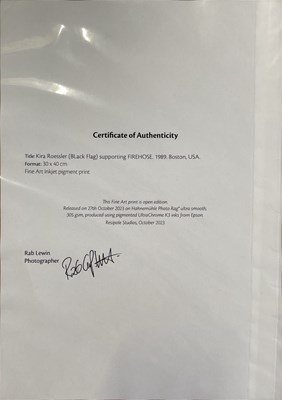 Certificate of Authenticity
Title Kira Roessler (BLack Flag) supporting FIREHOSE, 1989, Boston, USA.
Format: 30 x 40 cm
Fine Art Inkjet pigment print
This Fine Art print is open edition
Released on 27th October 2023 on Hahnemühle Photo Rag® ultra smooth,
305 gsm, produced using pigmented UltraChrome K3 inks from Epson.
Resipole Studios, October 2023
Rab Lewin
Photographer